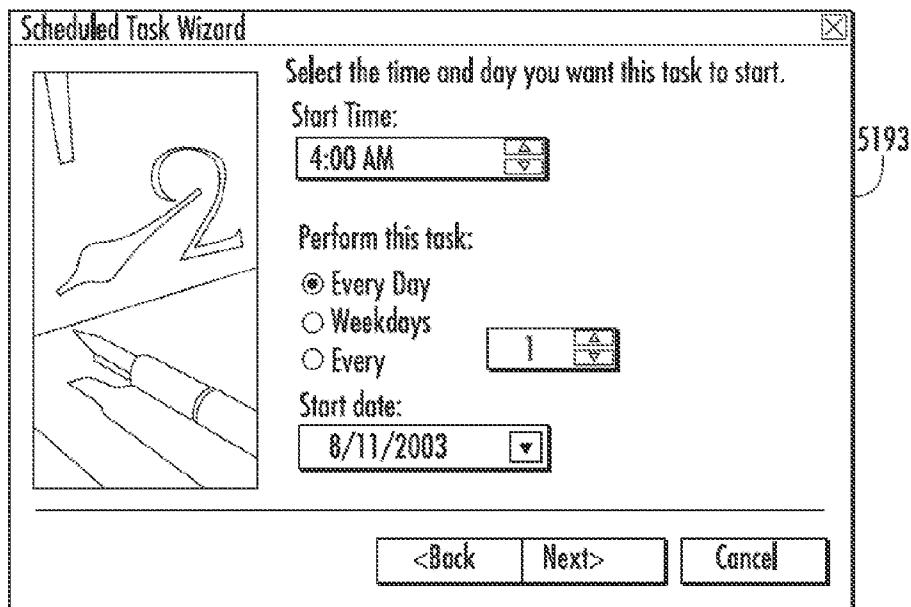 Scheduled Task Wizard
Select the time and day you want this task to start.
Start Time:
4:00 AM
5193
Perform this task:
Every Day
Weekdays
Every
1
Start date:
8/11/2003
<Back Next> Cancel